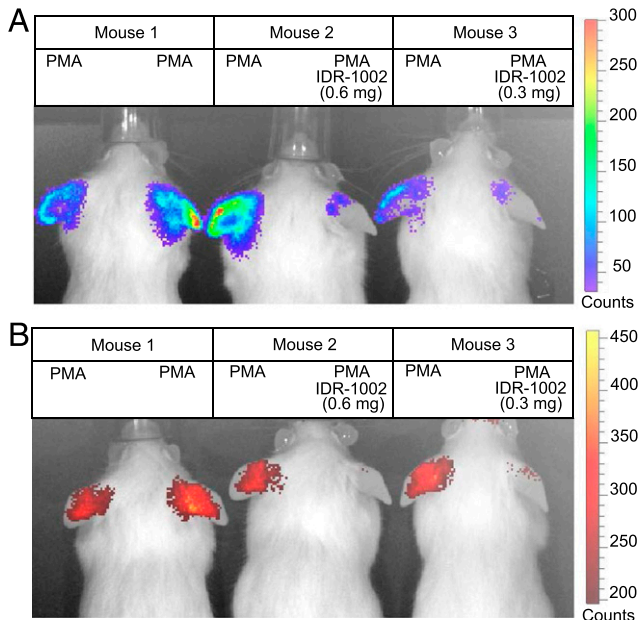 A
Mouse 1 Mouse 2 Mouse 3
PMA PMA PMA PMA PMA PMA
IDR-1002 IDR-1002
(0.6 mg) (0.3 mg)
300
250
200
150
100
50
Counts
B
Mouse 1 Mouse 2 Mouse 3
PMA PMA PMA PMA PMA PMA
IDR-1002 IDR-1002
(0.6 mg) (0.3 mg)
450
400
350
300
250
200
Counts